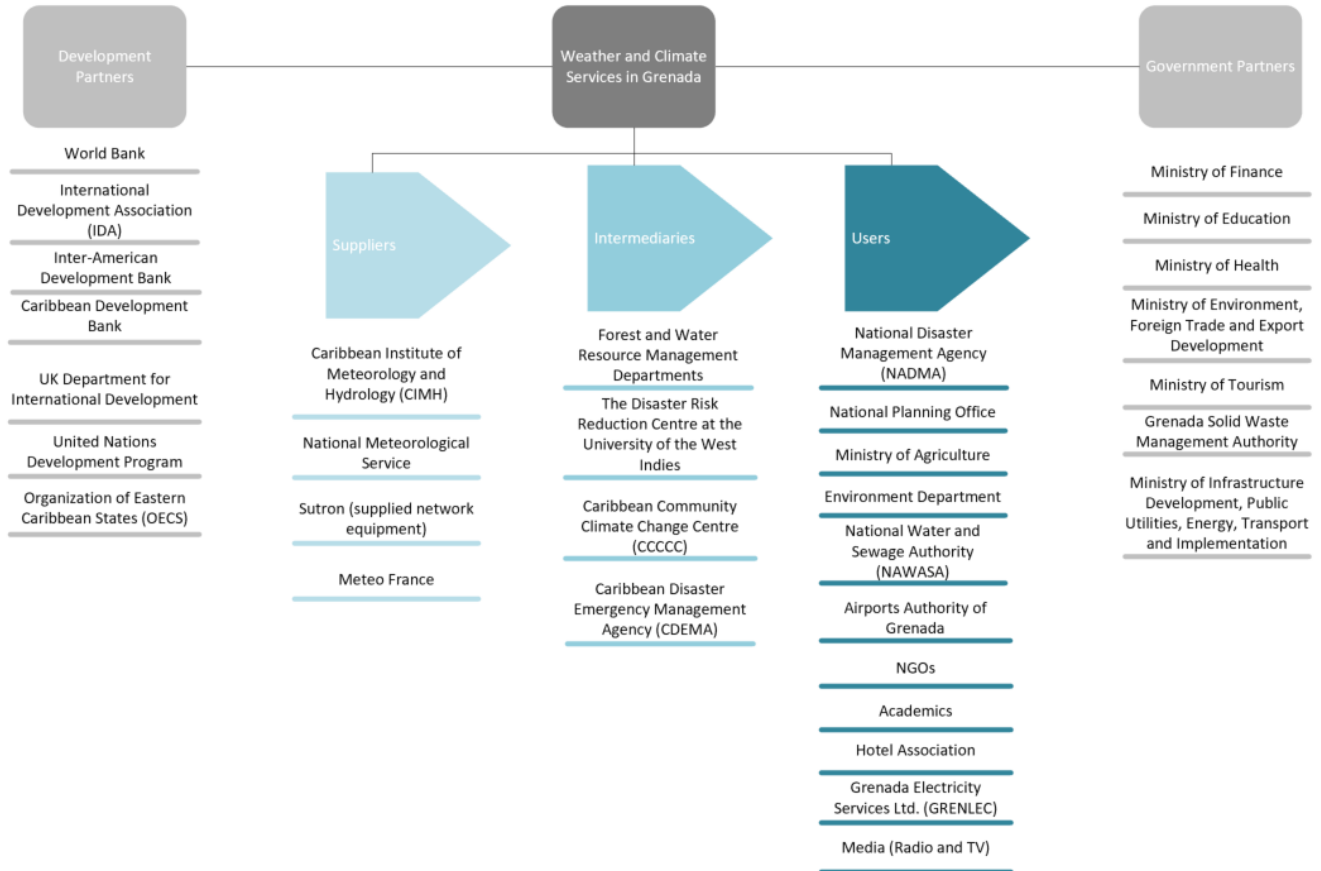 Development
Partners
Weather and Climate
Services in Grenada
Government Partners
World Bank
International
Development Association
(IDA)
Inter-American
Development Bank
Caribbean Development
Bank
UK Department for
International Development
United Nations
Development Program
Organization of Eastern
Caribbean States (OECS)
Suppliers
Caribbean Institute of
Meteorology and
Hydrology (CIMH)
National Meteorological
Service
Sutron (supplied network
equipment)
Meteo France
Intermediaries
Forest and Water
Resource Management
Departments
The Disaster Risk
Reduction Centre at the
University of the West
Indies
Caribbean Community
Climate Change Centre
(CCCCC)
Caribbean Disaster
Emergency Management
Agency (CDEMA)
Users
National Disaster
Management Agency
(NADMA)
National Planning Office
Ministry of Agriculture
Environment Department
National Water and
Sewage Authority
(NAWASA)
Airports Authority of
Grenada
NGOs
Academics
Hotel Association
Grenada Electricity
Services Ltd. (GRENLEC)
Media (Radio and TV)
Ministry of Finance
Ministry of Education
Ministry of Health
Ministry of Environment,
Foreign Trade and Export
Development
Ministry of Tourism
Grenada Solid Waste
Management Authority
Ministry of Infrastructure
Development, Public
Utilities, Energy, Transport
and Implementation